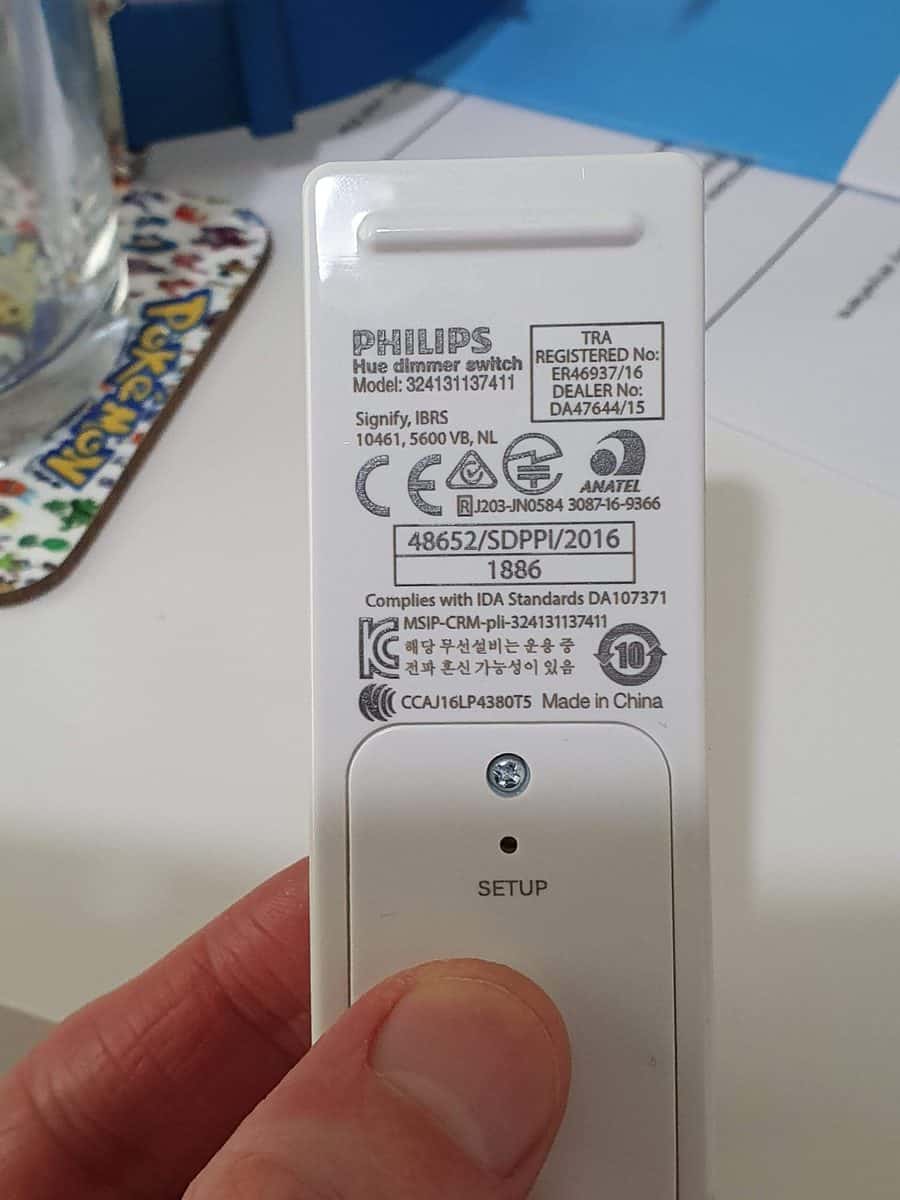 POKéMON
PHILIPS
Hue dimmer switch
Model: 324131137411
TRA
REGISTERED No:
ER46937/16
DEALER No:
DA47644/15
Signify, IBRS
10461, 5600 VB, NL
CE
ANATEL
R J203-JN0584 3087-16-9366
48652/SDPPI/2016
1886
Complies with IDA Standards DA107371
MSIP-CRM-pli-324131137411
해당 무선설비는 운용 중
전파 혼신 가능성이 있음
10
CCAJ16LP4380T5 Made in China
SETUP